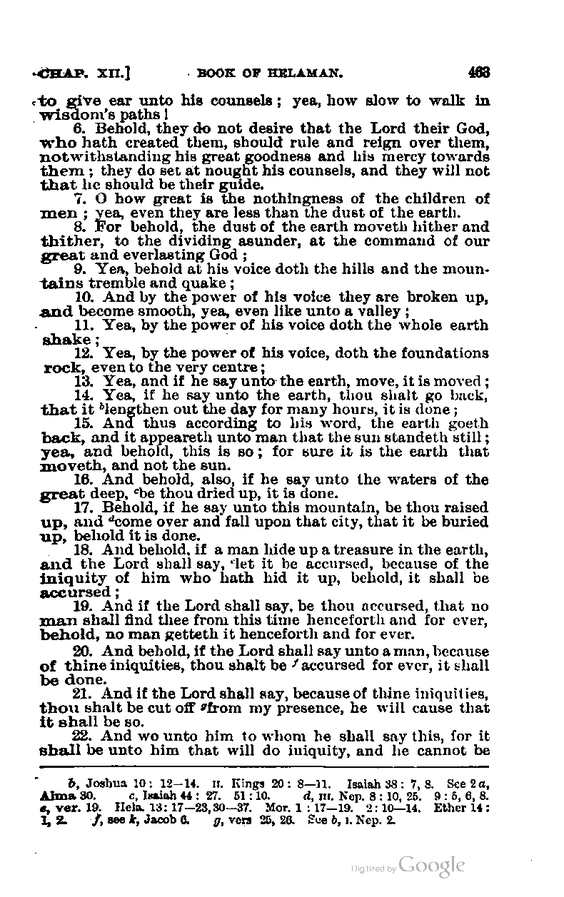 CHAP. XII.] BOOK OF HELAMAN. 463
to give ear unto his counsels; yea, how slow to walk in
wisdom's paths!
6. Behold, they do not desire that the Lord their God,
who hath created them, should rule and reign over them,
notwithstanding his great goodness and his mercy towards
them; they do set at nought his counsels, and they will not
that he should be their guide.
7. O how great is the nothingness of the children of
men; yea, even they are less than the dust of the earth.
8. For behold, the dust of the earth moveth hither and
thither, to the dividing asunder, at the command of our
great and everlasting God;
9. Yea, behold at his voice doth the hills and the moun-
tains tremble and quake;
10. And by the power of his voice they are broken up,
and become smooth, yea, even like unto a valley;
11. Yea, by the power of his voice doth the whole earth
shake;
12. Yea, by the power of his voice, doth the foundations
rock, even to the very centre;
13. Yea, and if he say unto the earth, move, it is moved;
14. Yea, if he say unto the earth, thou shalt go back,
that it ᵇlengthen out the day for many hours, it is done;
15. And thus according to his word, the earth goeth
back, and it appeareth unto man that the sun standeth still;
yea, and behold, this is so; for sure it is the earth that
moveth, and not the sun.
16. And behold, also, if he say unto the waters of the
great deep, ᶜbe thou dried up, it is done.
17. Behold, if he say unto this mountain, be thou raised
up, and ᵈcome over and fall upon that city, that it be buried
up, behold it is done.
18. And behold, if a man hide up a treasure in the earth,
and the Lord shall say, ᵉlet it be accursed, because of the
iniquity of him who hath hid it up, behold, it shall be
accursed;
19. And if the Lord shall say, be thou accursed, that no
man shall find thee from this time henceforth and for ever,
behold, no man getteth it henceforth and for ever.
20. And behold, if the Lord shall say unto a man, because
of thine iniquities, thou shalt be ᶠaccursed for ever, it shall
be done.
21. And if the Lord shall say, because of thine iniquities,
thou shalt be cut off ᵍfrom my presence, he will cause that
it shall be so.
22. And wo unto him to whom he shall say this, for it
shall be unto him that will do iniquity, and he cannot be
b, Joshua 10: 12—14. II. Kings 20: 8—11. Isaiah 38: 7, 8. See 2 a,
Alma 30. c, Isaiah 44: 27. 51: 10. d, III. Nep. 8: 10, 25. 9: 5, 6, 8.
e, ver. 19. Hela. 13: 17—23, 30—37. Mor. 1: 17—19. 2: 10—14. Ether 14:
1, 2. f, see k, Jacob 6. g, vers 25, 26. See b, I. Nep. 2.
Digitized by Google